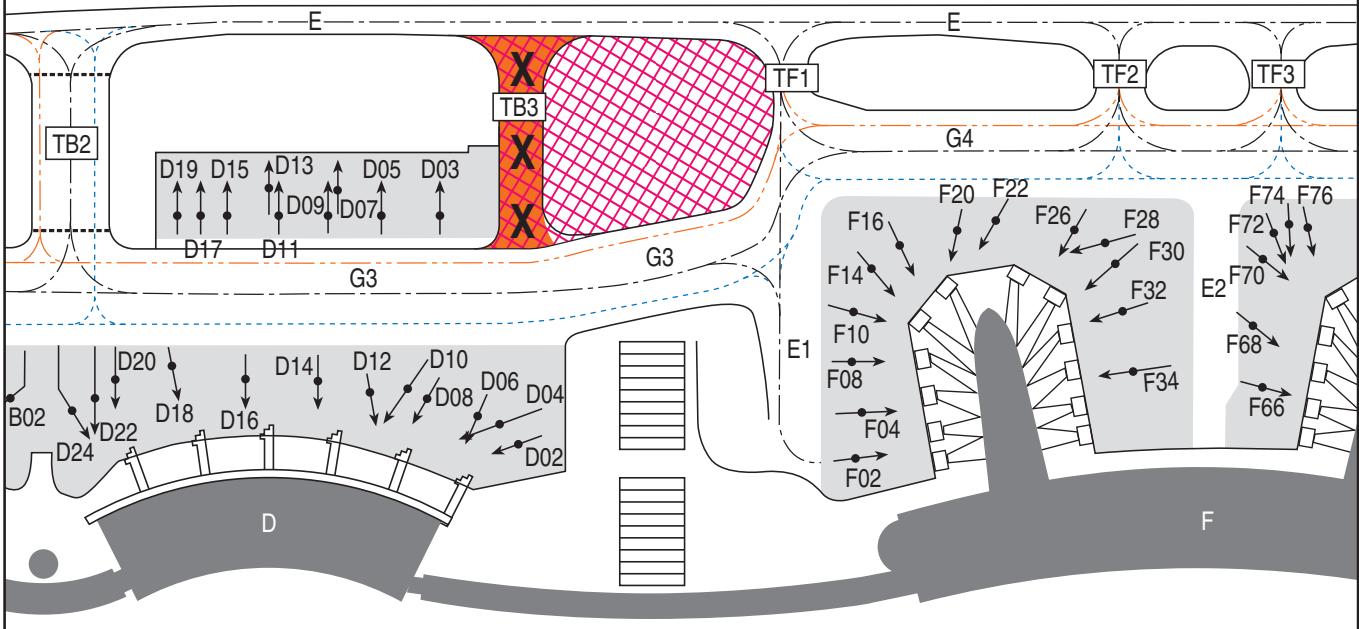 E
E
TF1
TF2
TF3
X
TB3
TB2
G4
X
D19
D15
D13
D05
D03
D09
D07
X
D17
D11
G3
G3
F20
F22
F74
F76
F16
F26
F28
F72
F30
F14
F70
E2
F32
F10
F68
E1
D20
D14
D12
D10
F08
F34
D08
D06
D04
F66
B02
D18
D16
D22
F04
D24
D02
F02
D
F